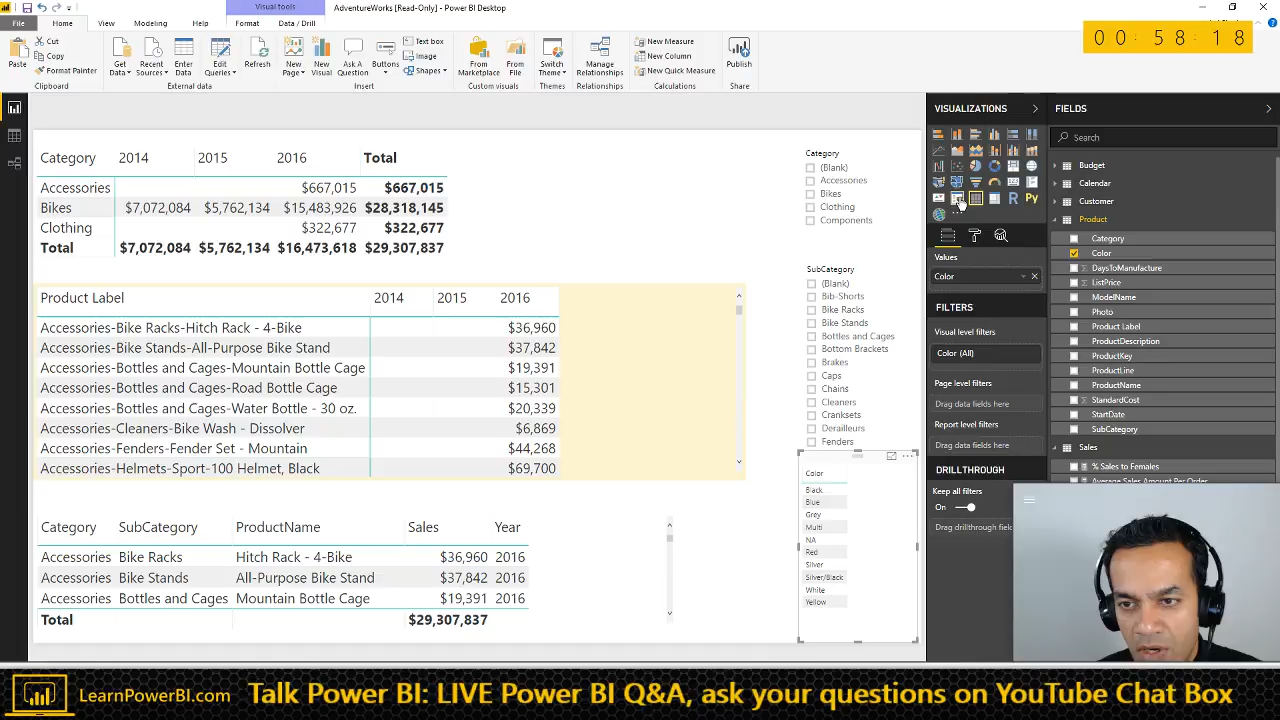 Visual tools
AdventureWorks [Read-Only] - Power BI Desktop
File Home View Modeling Help Format Data / Drill
00:58:18
Paste
Cut
Copy
Format Painter
Clipboard
Get Data
Recent Sources
Enter Data
Edit Queries
Refresh
External data
New Page
New Visual
Ask A Question
Buttons
Text box
Image
Shapes
Insert
From Marketplace
From File
Custom visuals
Switch Theme
Themes
Manage Relationships
Relationships
New Measure
New Column
New Quick Measure
Calculations
Publish
Share
Category 2014 2015 2016 Total
Accessories $667,015 $667,015
Bikes $7,072,084 $5,762,134 $15,483,926 $28,318,145
Clothing $322,677 $322,677
Total $7,072,084 $5,762,134 $16,473,618 $29,307,837
Product Label 2014 2015 2016
Accessories-Bike Racks-Hitch Rack - 4-Bike $36,960
Accessories-Bike Stands-All-Purpose Bike Stand $37,842
Accessories-Bottles and Cages-Mountain Bottle Cage $19,391
Accessories-Bottles and Cages-Road Bottle Cage $15,301
Accessories-Bottles and Cages-Water Bottle - 30 oz. $20,339
Accessories-Cleaners-Bike Wash - Dissolver $6,869
Accessories-Fenders-Fender Set - Mountain $44,268
Accessories-Helmets-Sport-100 Helmet, Black $69,700
Category SubCategory ProductName Sales Year
Accessories Bike Racks Hitch Rack - 4-Bike $36,960 2016
Accessories Bike Stands All-Purpose Bike Stand $37,842 2016
Accessories Bottles and Cages Mountain Bottle Cage $19,391 2016
Total $29,307,837
Category
(Blank)
Accessories
Bikes
Clothing
Components
SubCategory
(Blank)
Bib-Shorts
Bike Racks
Bike Stands
Bottles and Cages
Bottom Brackets
Brakes
Caps
Chains
Cleaners
Cranksets
Derailleurs
Fenders
Color
Black
Blue
Grey
Multi
NA
Red
Silver
Silver/Black
White
Yellow
VISUALIZATIONS
R Py
Values
Color
FILTERS
Visual level filters
Color (All)
Page level filters
Drag data fields here
Report level filters
Drag data fields here
DRILLTHROUGH
Keep all filters
On
FIELDS
Search
Budget
Calendar
Customer
Product
Category
Color
DaysToManufacture
ListPrice
ModelName
Photo
Product Label
ProductDescription
ProductKey
ProductLine
ProductName
StandardCost
StartDate
SubCategory
Sales
% Sales to Females
LearnPowerBI.com
Talk Power BI: LIVE Power BI Q&A, ask your questions on YouTube Chat Box